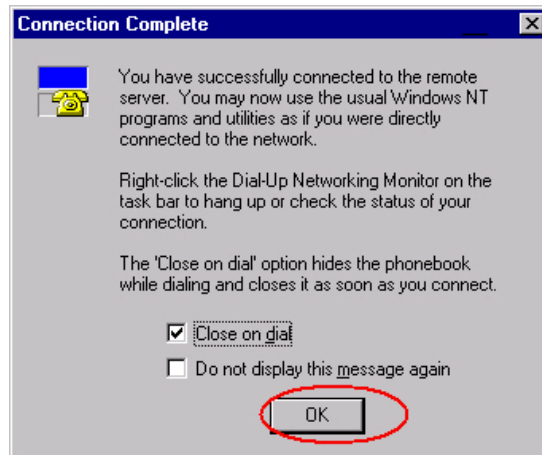 Connection Complete
You have successfully connected to the remote
server. You may now use the usual Windows NT
programs and utilities as if you were directly
connected to the network.
Right-click the Dial-Up Networking Monitor on the
task bar to hang up or check the status of your
connection.
The 'Close on dial' option hides the phonebook
while dialing and closes it as soon as you connect.
Close on dial
Do not display this message again
OK